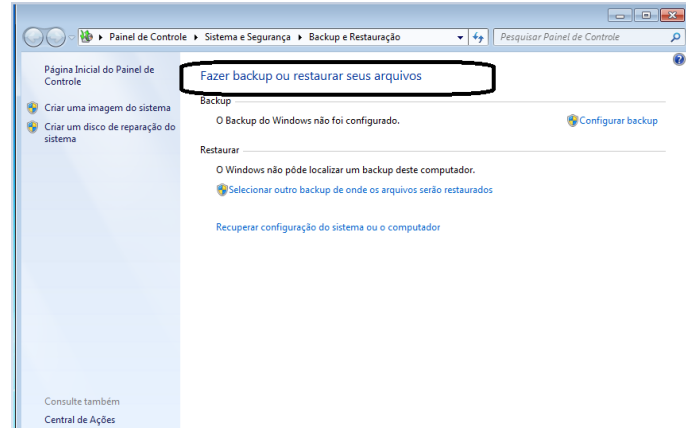 Painel de Controle ▸ Sistema e Segurança ▸ Backup e Restauração
Pesquisar Painel de Controle
Página Inicial do Painel de
Controle
Criar uma imagem do sistema
Criar um disco de reparação do
sistema
Consulte também
Central de Ações
Fazer backup ou restaurar seus arquivos
Backup
O Backup do Windows não foi configurado.
Configurar backup
Restaurar
O Windows não pôde localizar um backup deste computador.
Selecionar outro backup de onde os arquivos serão restaurados
Recuperar configuração do sistema ou o computador